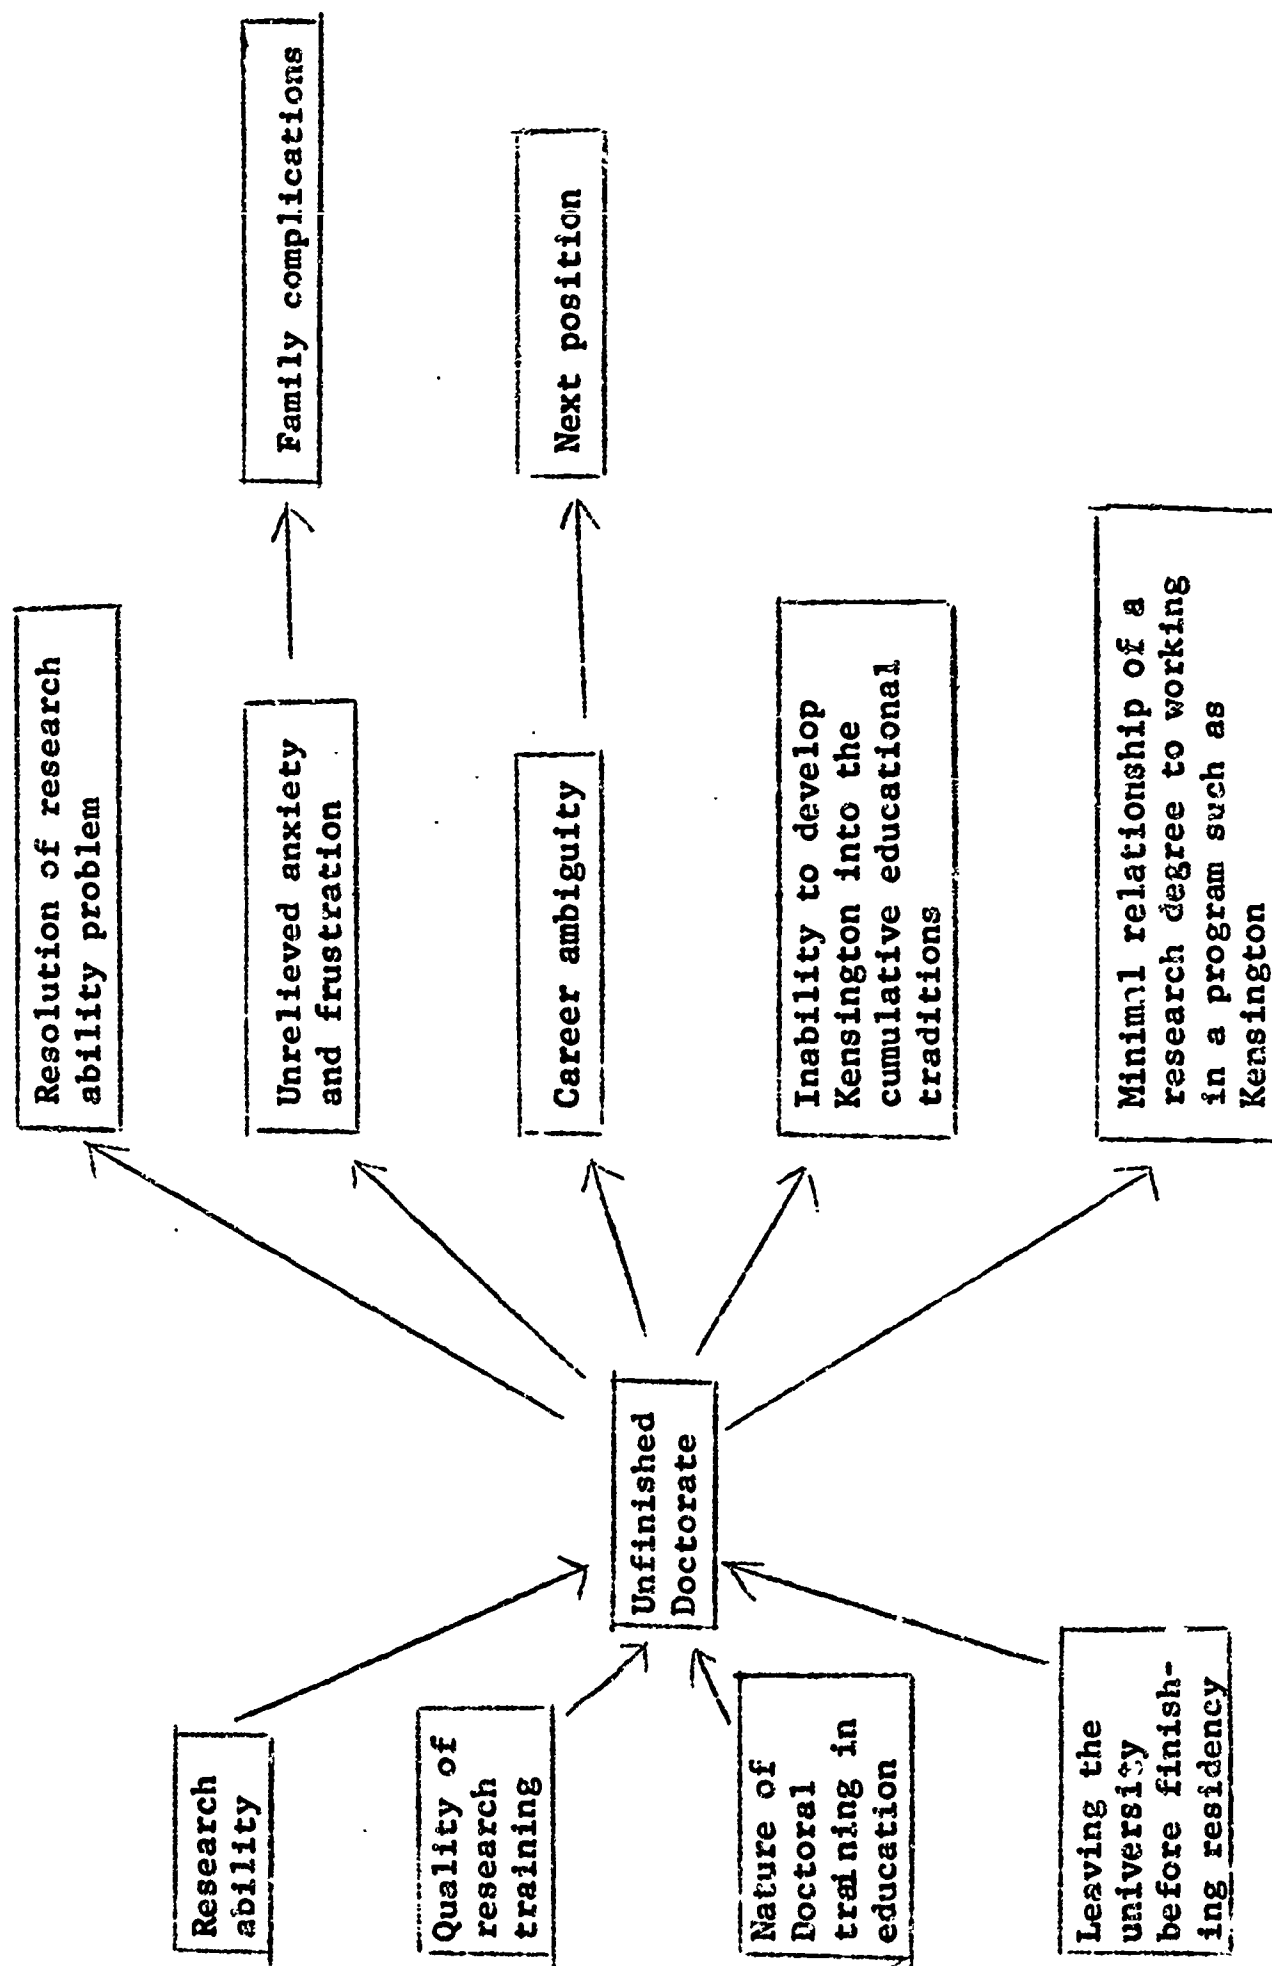 Research
ability
Quality of
research
training
Nature of
Doctoral
training in
education
Leaving the
university
before finish-
ing residency
Unfinished
Doctorate
Resolution of research
ability problem
Unrelieved anxiety
and frustration
Career ambiguity
Inability to develop
Kensington into the
cumulative educational
traditions
Minimal relationship of a
research degree to working
in a program such as
Kensington
Family complications
Next position